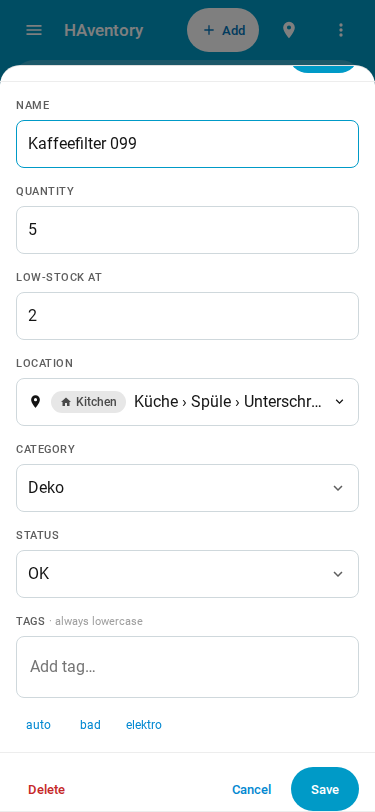 HAventory
Add
NAME
Kaffeefilter 099
QUANTITY
5
LOW-STOCK AT
2
LOCATION
Kitchen Küche › Spüle › Unterschr...
CATEGORY
Deko
STATUS
OK
TAGS · always lowercase
Add tag...
auto bad elektro
Delete Cancel Save